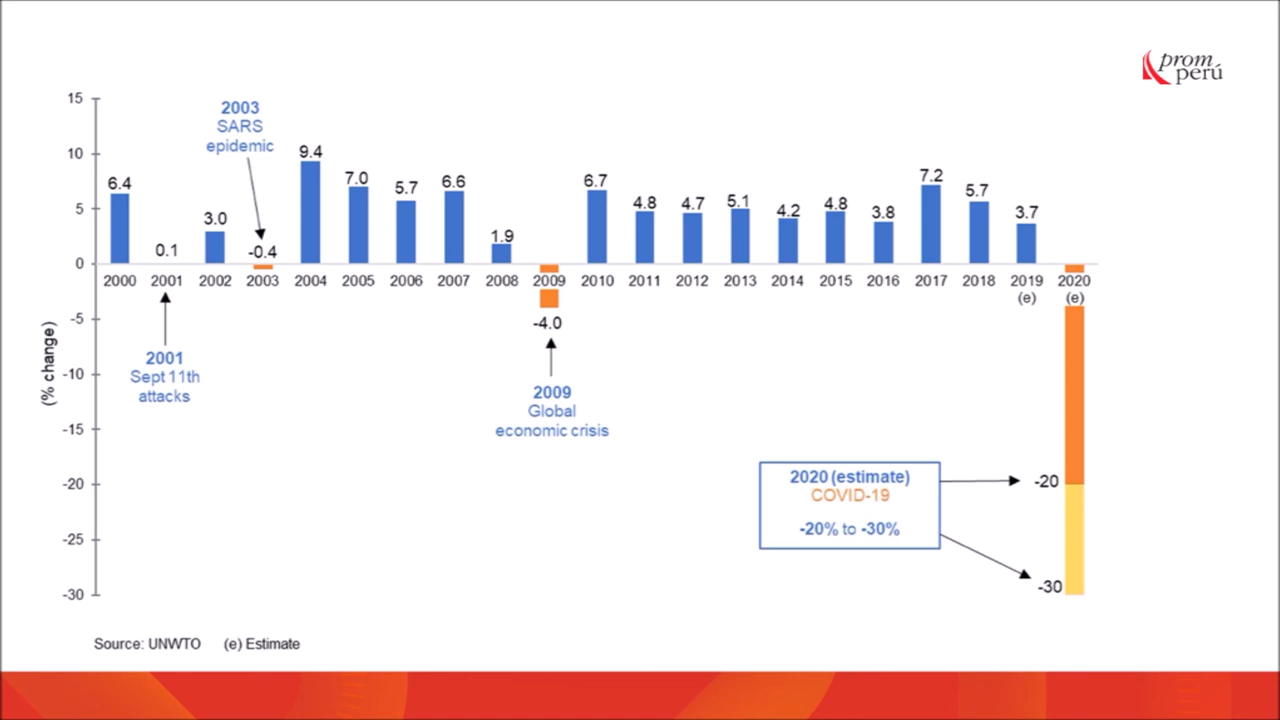 prom
perú
15
2003
SARS
epidemic
10
5
0
-5
-10
-15
-20
-25
-30
(% change)
6.4
0.1
3.0
-0.4
9.4
7.0
5.7
6.6
1.9
-4.0
6.7
4.8
4.7
5.1
4.2
4.8
3.8
7.2
5.7
3.7
2000 2001 2002 2003 2004 2005 2006 2007 2008 2009 2010 2011 2012 2013 2014 2015 2016 2017 2018 2019 2020
(e) (e)
2001
Sept 11th
attacks
2009
Global
economic crisis
2020 (estimate)
COVID-19
-20% to -30%
-20
-30
Source: UNWTO (e) Estimate